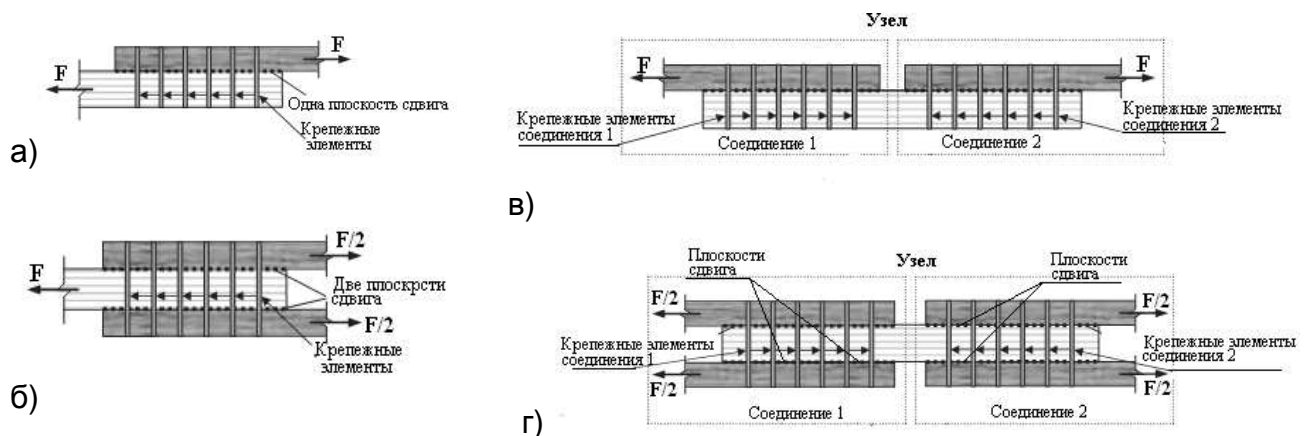 F
F
Одна плоскость сдвига
Крепежные
элементы
а)
Узел
F
F
Крепежные элементы
соединения 1
Крепежные элементы
соединения 2
Соединение 1
Соединение 2
в)
F
F/2
Две плоскрсти
сдвига
F/2
Крепежные
элементы
б)
Плоскости
сдвига
Узел
Плоскости
сдвига
F/2
F/2
Крепежные элементы
соединения 1
Крепежные элементы
соединения 2
F/2
F/2
Соединение 1
Соединение 2
г)